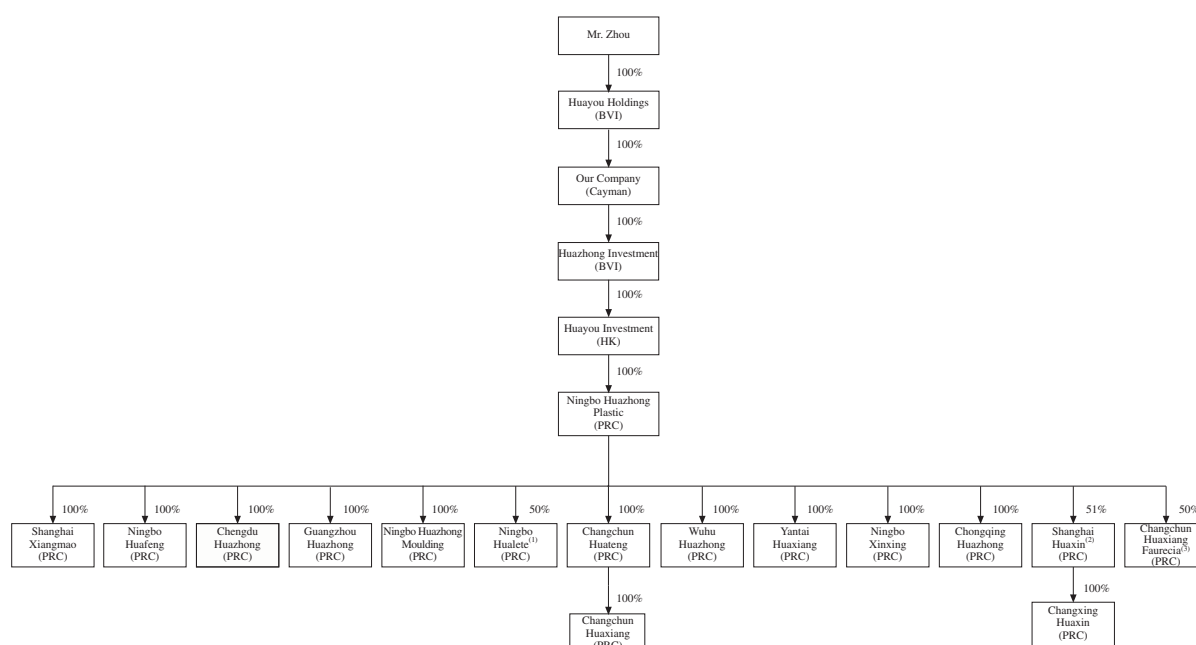 Mr. Zhou
100%
Huayou Holdings
(BVI)
100%
Our Company
(Cayman)
100%
Huazhong Investment
(BVI)
100%
Huayou Investment
(HK)
100%
Ningbo Huazhong
Plastic
(PRC)
100%
Shanghai
Xiangmao
(PRC)
100%
Ningbo
Huafeng
(PRC)
100%
Chengdu
Huazhong
(PRC)
100%
Guangzhou
Huazhong
(PRC)
100%
Ningbo Huazhong
Moulding
(PRC)
50%
Ningbo
Hualete(1)
(PRC)
100%
Changchun
Huateng
(PRC)
100%
Wuhu
Huazhong
(PRC)
100%
Yantai
Huaxiang
(PRC)
100%
Ningbo
Xinxing
(PRC)
100%
Chongqing
Huazhong
(PRC)
51%
Shanghai
Huaxin(2)
(PRC)
50%
Changchun
Huaxiang
Faurecia(3)
(PRC)
100%
Changchun
Huaxiang
(PRC)
100%
Changxing
Huaxin
(PRC)